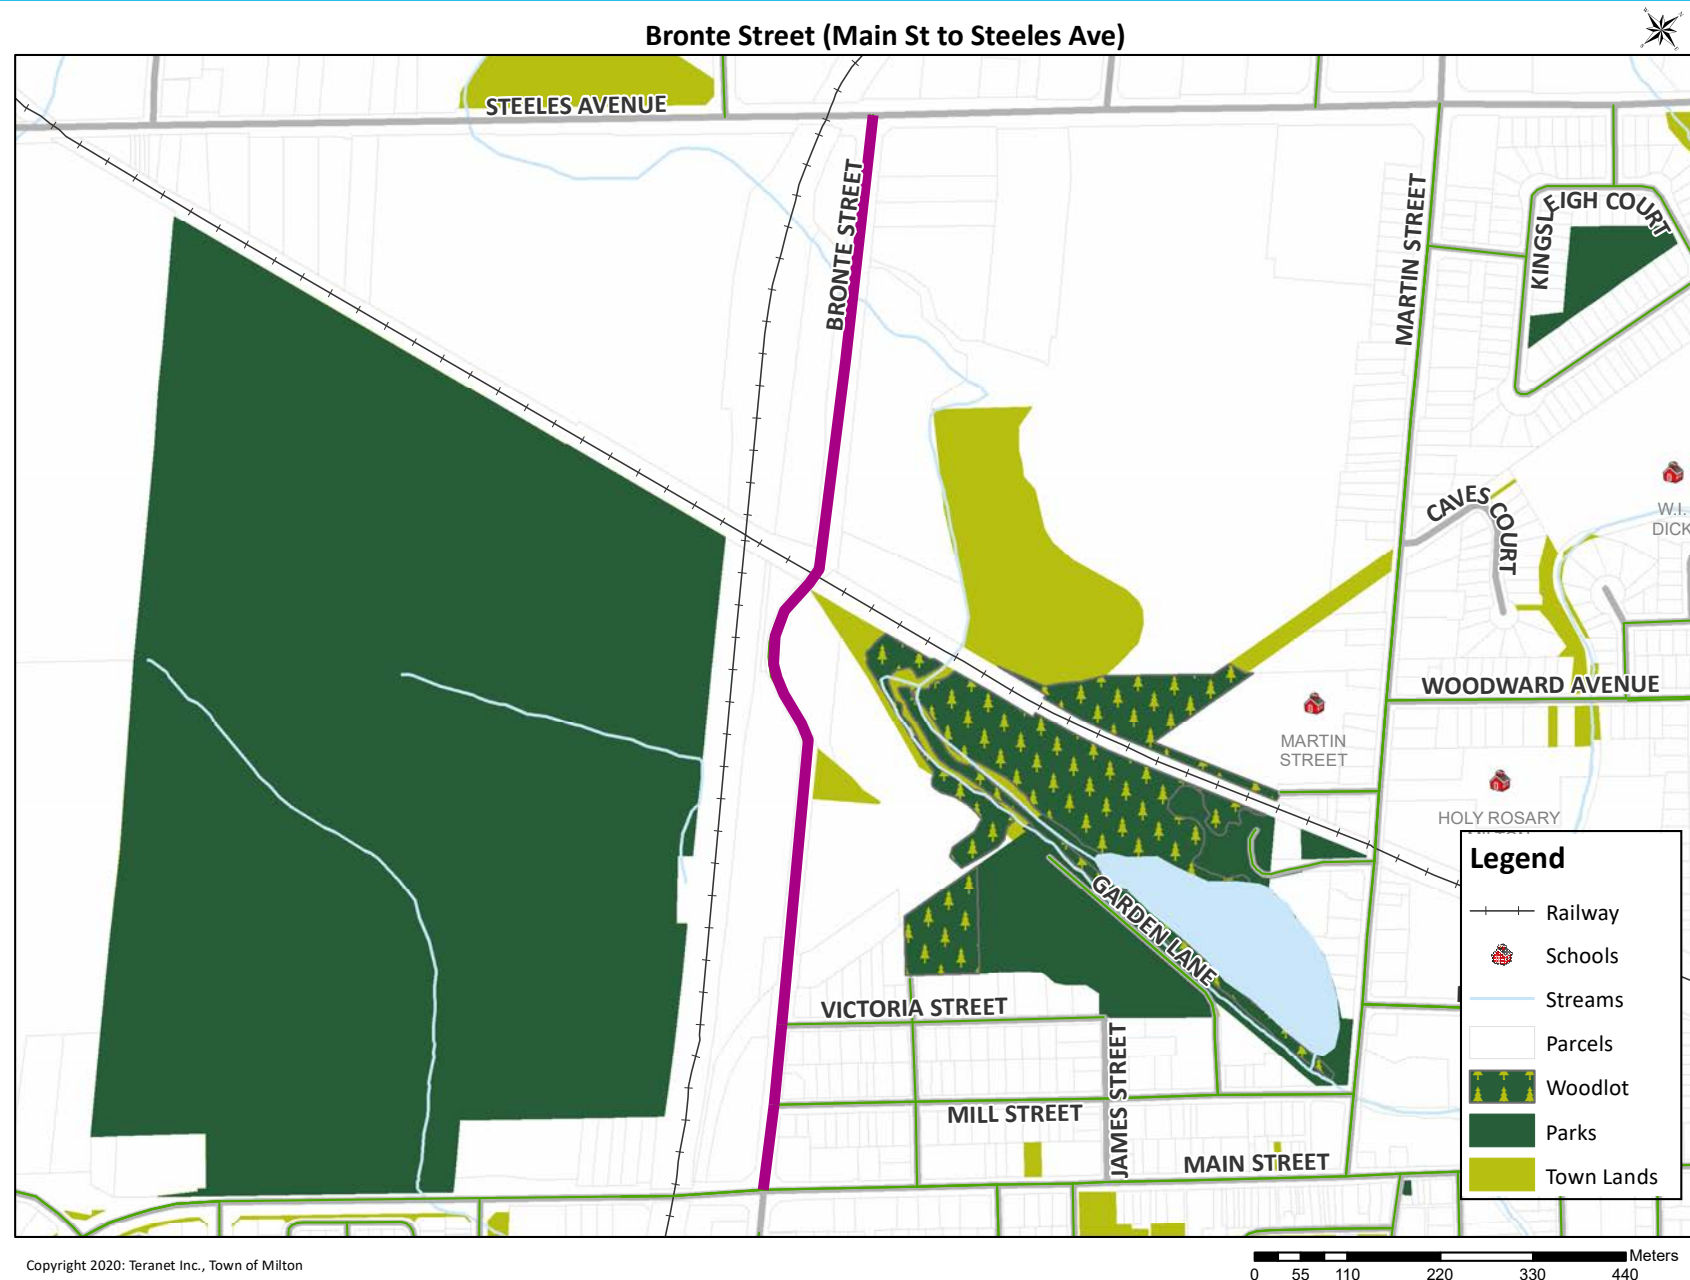 Bronte Street (Main St to Steeles Ave)
STEELES AVENUE
BRONTE STREET
MARTIN STREET
KINGSLEIGH COURT
CAVES COURT
W.I.
DICK
WOODWARD AVENUE
MARTIN
STREET
HOLY ROSARY
GARDEN LANE
VICTORIA STREET
JAMES STREET
MILL STREET
MAIN STREET
Legend
Railway
Schools
Streams
Parcels
Woodlot
Parks
Town Lands
Copyright 2020: Teranet Inc., Town of Milton
Meters
0 55 110 220 330 440